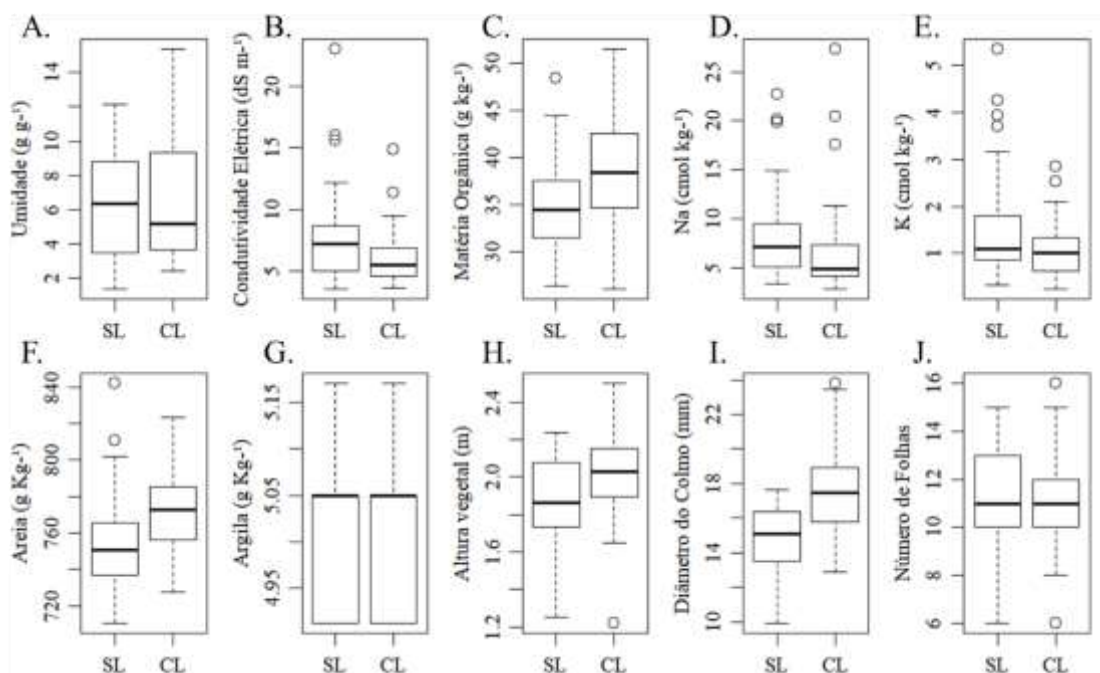 A.
Umidade (g g-¹)
2 4 6 8 10 14
SL CL
B.
Condutividade Elétrica (dS m-¹)
5 10 15 20
SL CL
C.
Matéria Orgânica (g kg-¹)
30 35 40 45 50
SL CL
D.
Na (cmol kg-¹)
5 10 15 20 25
SL CL
E.
K (cmol kg-¹)
1 2 3 4 5
SL CL
F.
Areia (g Kg-¹)
720 760 800 840
SL CL
G.
Argila (g Kg-¹)
4.95 5.05 5.15
SL CL
H.
Altura vegetal (m)
1.2 1.6 2.0 2.4
SL CL
I.
Diâmetro do Colmo (mm)
10 14 18 22
SL CL
J.
Número de Folhas
6 8 10 12 14 16
SL CL